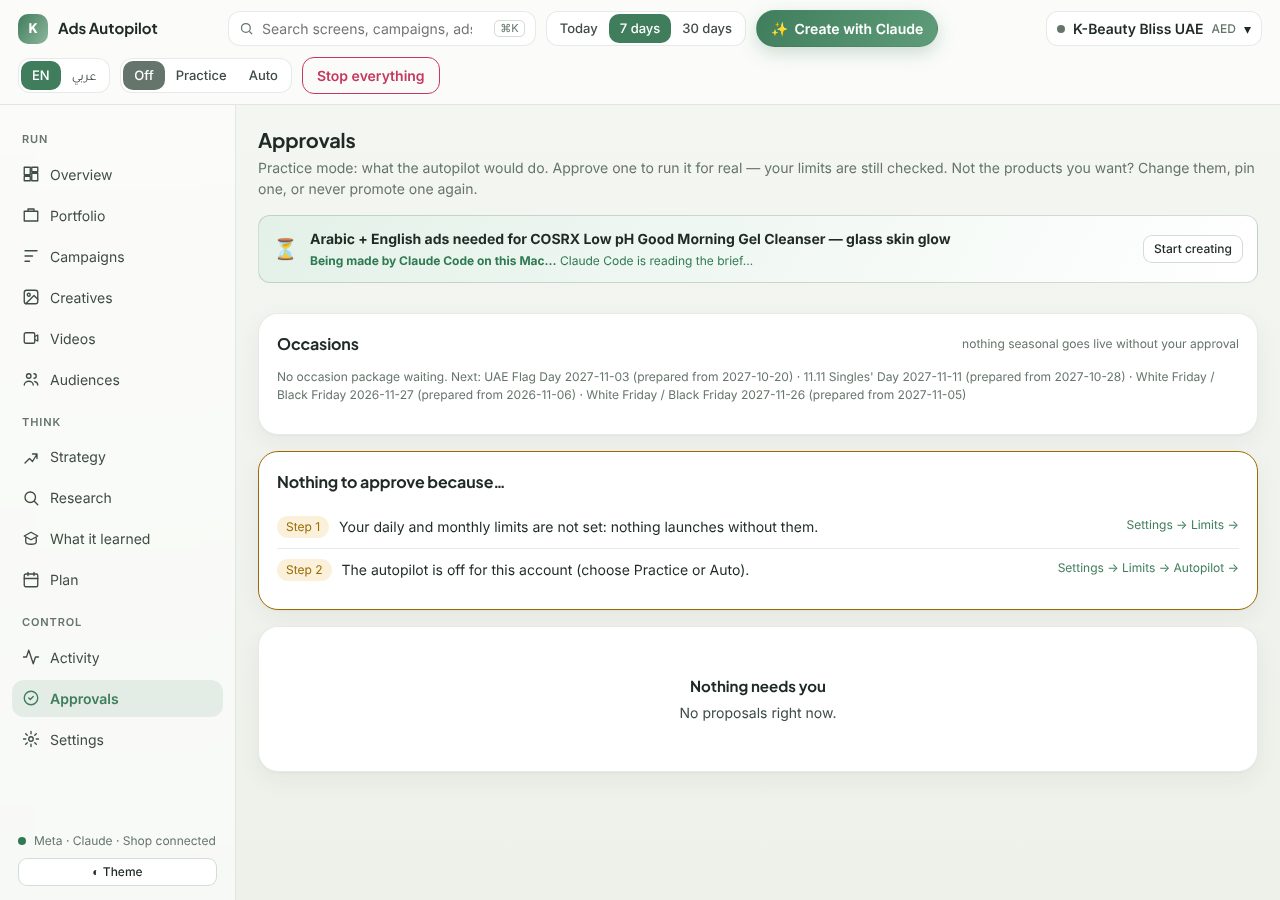 K Ads Autopilot
Search screens, campaigns, ads ⌘K
Today 7 days 30 days
✨ Create with Claude
K-Beauty Bliss UAE AED ▾
EN عربي
Off Practice Auto
Stop everything
RUN
Overview
Portfolio
Campaigns
Creatives
Videos
Audiences
THINK
Strategy
Research
What it learned
Plan
CONTROL
Activity
Approvals
Settings
Meta · Claude · Shop connected
Theme
Approvals
Practice mode: what the autopilot would do. Approve one to run it for real — your limits are still checked. Not the products you want? Change them, pin
one, or never promote one again.
Arabic + English ads needed for COSRX Low pH Good Morning Gel Cleanser — glass skin glow
Being made by Claude Code on this Mac… Claude Code is reading the brief…
Start creating
Occasions
nothing seasonal goes live without your approval
No occasion package waiting. Next: UAE Flag Day 2027-11-03 (prepared from 2027-10-20) · 11.11 Singles' Day 2027-11-11 (prepared from 2027-10-28) · White Friday /
Black Friday 2026-11-27 (prepared from 2026-11-06) · White Friday / Black Friday 2027-11-26 (prepared from 2027-11-05)
Nothing to approve because…
Step 1 Your daily and monthly limits are not set: nothing launches without them. Settings → Limits →
Step 2 The autopilot is off for this account (choose Practice or Auto). Settings → Limits → Autopilot →
Nothing needs you
No proposals right now.